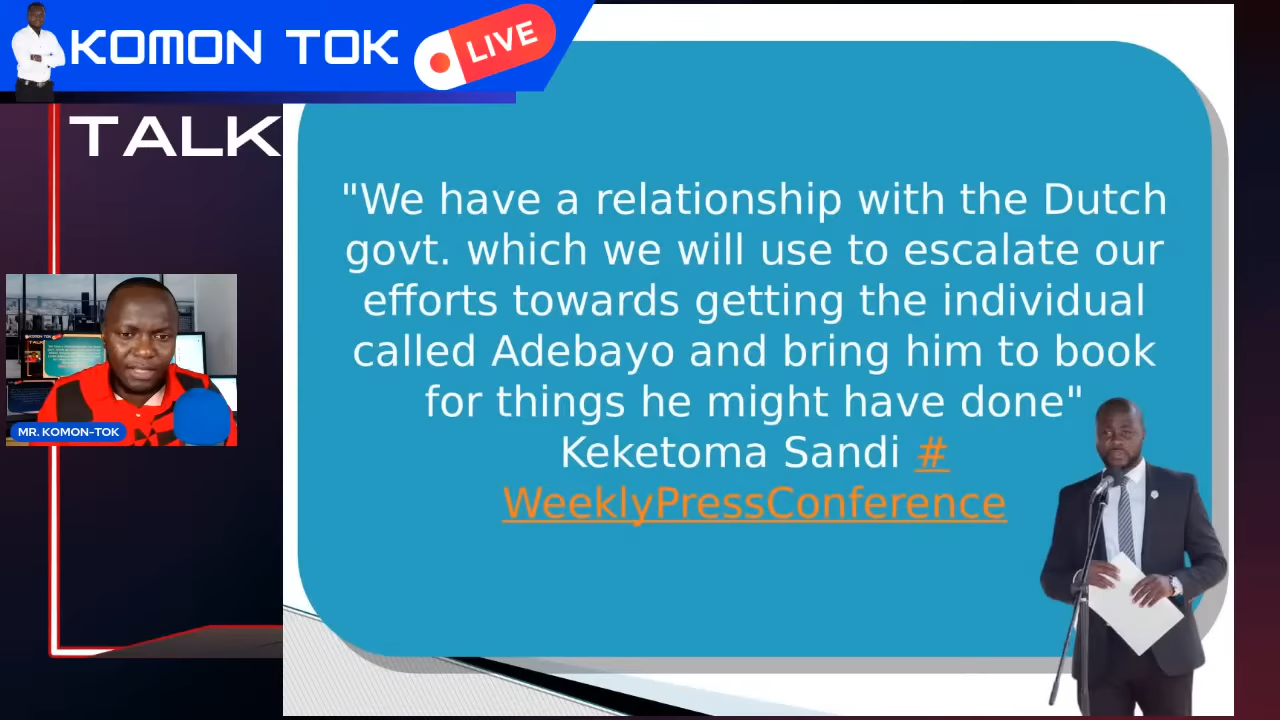 KOMON TOK
LIVE
TALK
"We have a relationship with the Dutch
govt. which we will use to escalate our
efforts towards getting the individual
called Adebayo and bring him to book
for things he might have done"
Keketoma Sandi #
WeeklyPressConference
MR. KOMON-TOK